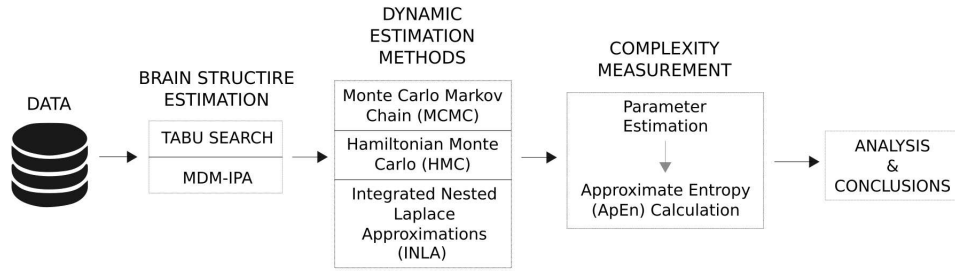 DATA
BRAIN STRUCTIRE
ESTIMATION
TABU SEARCH
MDM-IPA
DYNAMIC
ESTIMATION
METHODS
Monte Carlo Markov
Chain (MCMC)
Hamiltonian Monte
Carlo (HMC)
Integrated Nested
Laplace
Approximations
(INLA)
COMPLEXITY
MEASUREMENT
Parameter
Estimation
Approximate Entropy
(ApEn) Calculation
ANALYSIS
&
CONCLUSIONS